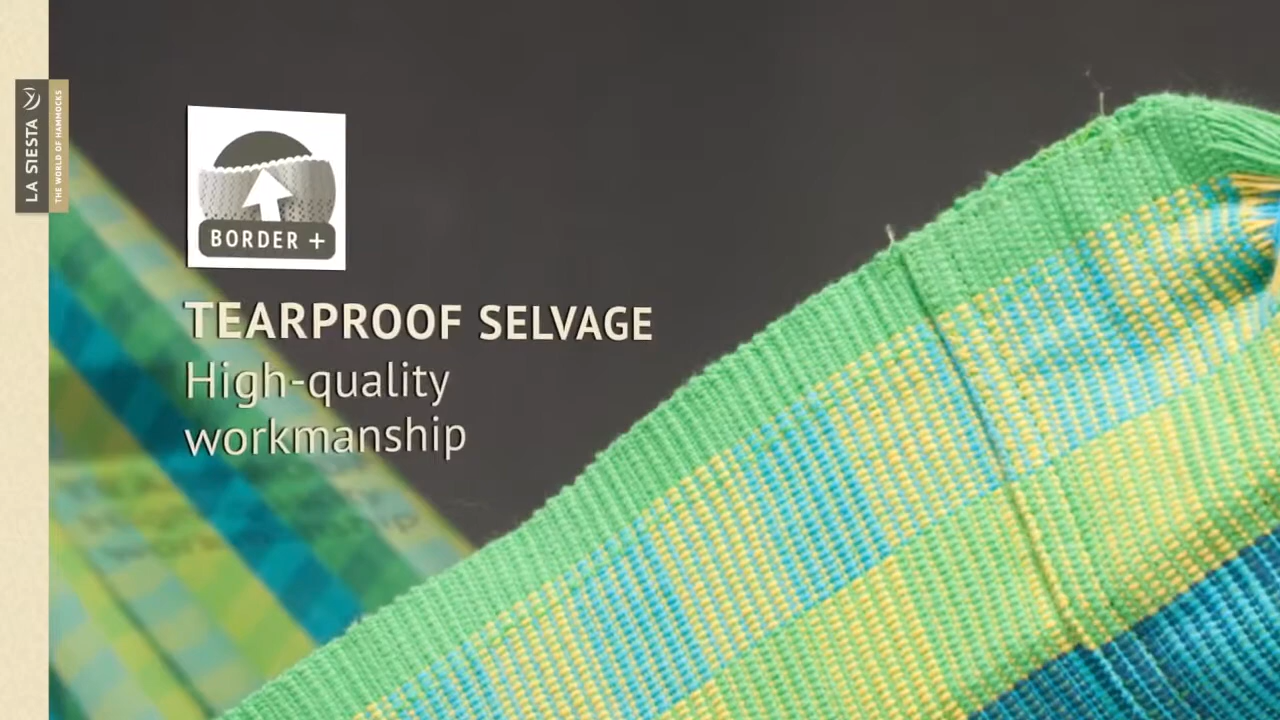 LA SIESTA
THE WORLD OF HAMMOCKS
BORDER +
TEARPROOF SELVAGE
High-quality
workmanship